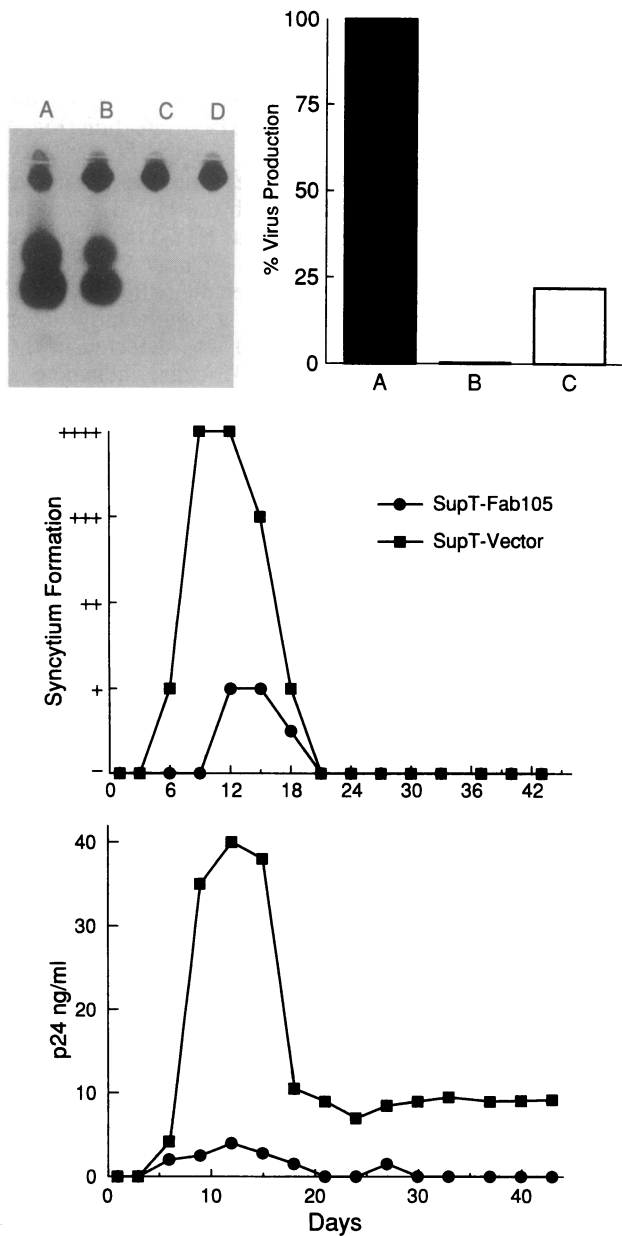 A B C D
100
75
50
25
0
% Virus Production
A B C
++++
+++
++
+
–
Syncytium Formation
SupT-Fab105
SupT-Vector
0 6 12 18 24 30 36 42
40
30
20
10
0
p24 ng/ml
0 10 20 30 40
Days